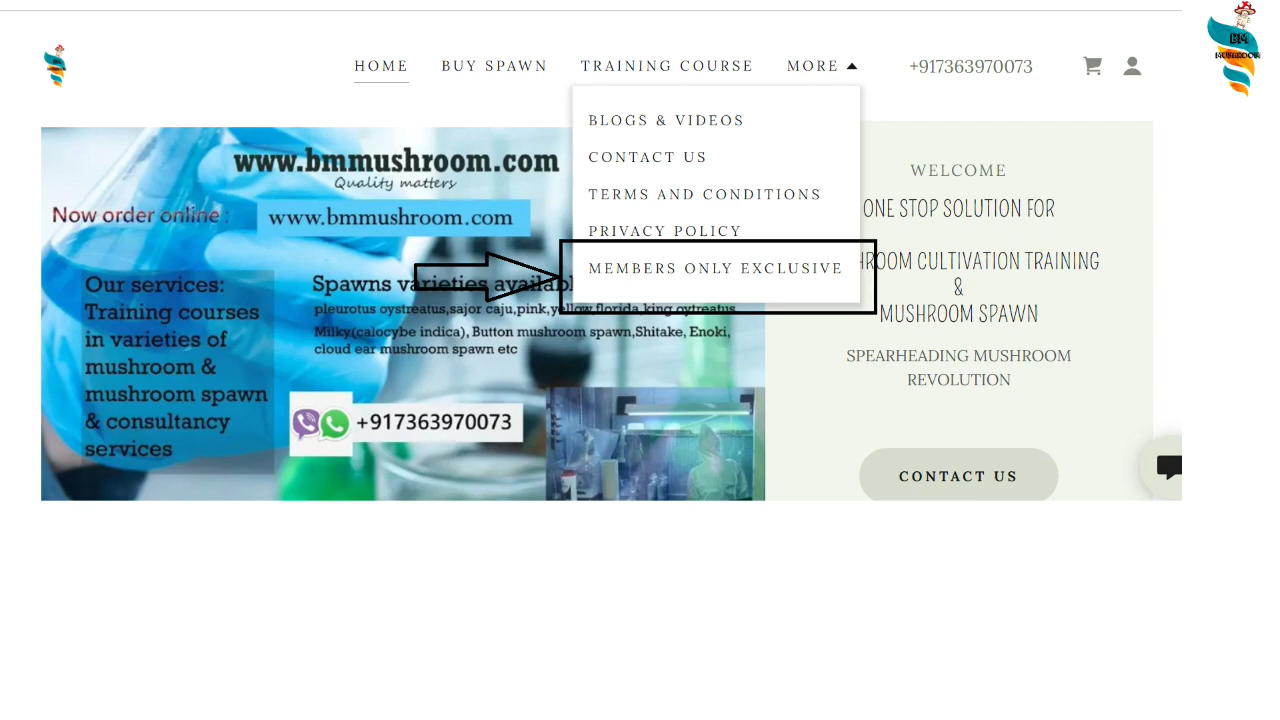 BM
MUSHROOM
HOME BUY SPAWN TRAINING COURSE MORE +917363970073
BLOGS & VIDEOS
CONTACT US
TERMS AND CONDITIONS
PRIVACY POLICY
MEMBERS ONLY EXCLUSIVE
www.bmmushroom.com
Quality matters
Now order online :
www.bmmushroom.com
Our services:
Training courses
in varieties of
mushroom &
mushroom spawn
& consultancy
services
Spawns varieties availabl
pleurotus oystreatus,sajor caju,pink,yellow,florida,king oytreatus
Milky(calocybe indica), Button mushroom spawn,Shitake, Enoki,
cloud ear mushroom spawn etc
+917363970073
WELCOME
ONE STOP SOLUTION FOR
HROOM CULTIVATION TRAINING
&
MUSHROOM SPAWN
SPEARHEADING MUSHROOM
REVOLUTION
CONTACT US